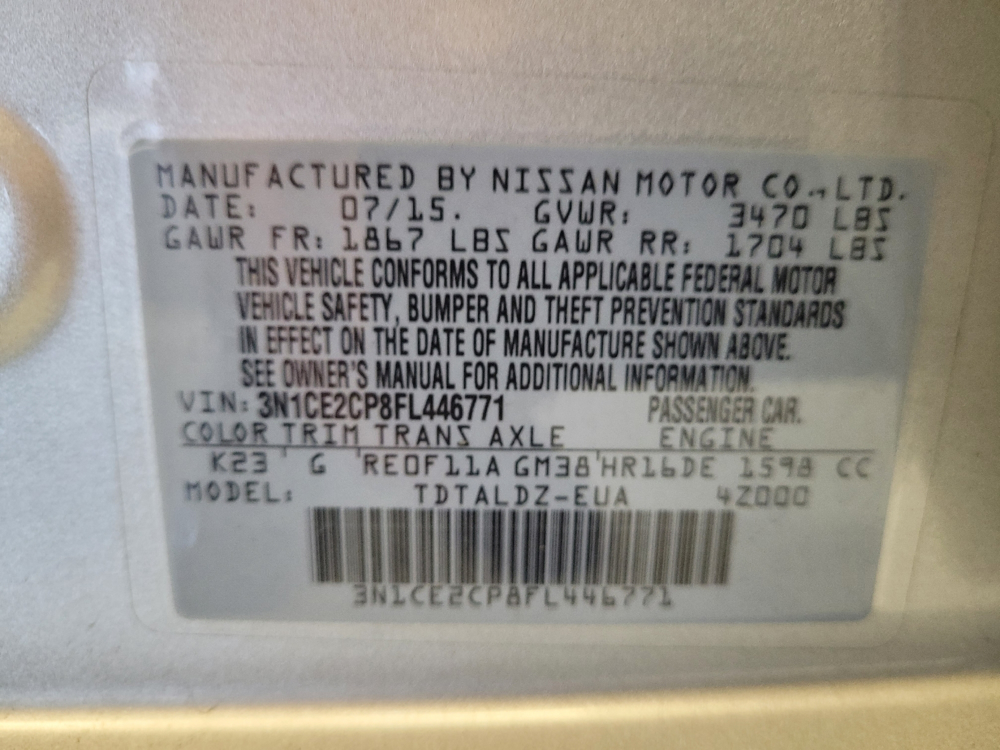 MANUFACTURED BY NISSAN MOTOR CO., LTD.
DATE: 07/15. GVWR: 3470 LBS
GAWR FR: 1867 LBS GAWR RR: 1704 LBS
THIS VEHICLE CONFORMS TO ALL APPLICABLE FEDERAL MOTOR
VEHICLE SAFETY, BUMPER AND THEFT PREVENTION STANDARDS
IN EFFECT ON THE DATE OF MANUFACTURE SHOWN ABOVE.
SEE OWNER'S MANUAL FOR ADDITIONAL INFORMATION.
VIN: 3N1CE2CP8FL446771 PASSENGER CAR.
COLOR TRIM TRANS AXLE ENGINE
K23 ' G 'RE0F11A GM38'HR16DE 1598 CC
MODEL: TDTALDZ-EUA 4Z000
3N1CE2CP8FL446771